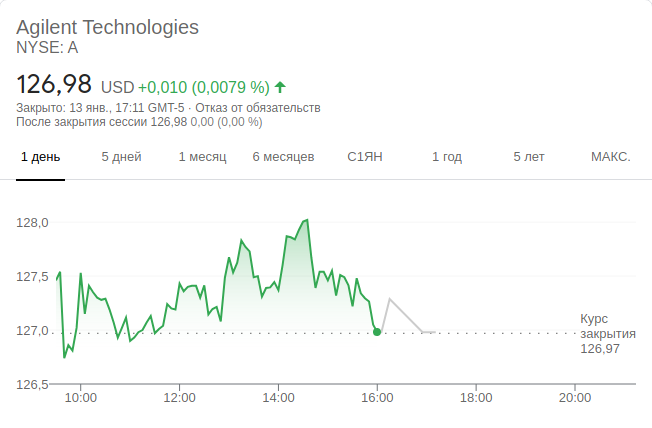 Agilent Technologies
NYSE: A
126,98 USD +0,010 (0,0079 %)
Закрыто: 13 янв., 17:11 GMT-5 · Отказ от обязательств
После закрытия сессии 126,98 0,00 (0,00 %)
1 день 5 дней 1 месяц 6 месяцев С1ЯН 1 год 5 лет МАКС.
128,0
127,5
127,0
126,5
Курс
закрытия
126,97
10:00 12:00 14:00 16:00 18:00 20:00